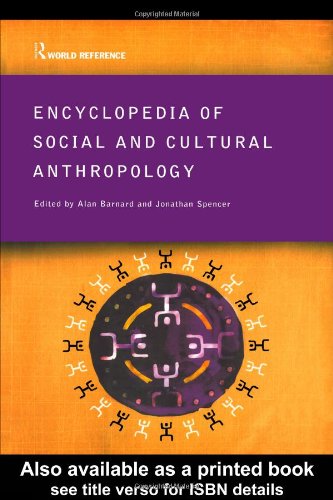 R WORLD REFERENCE
ENCYCLOPEDIA OF
SOCIAL AND CULTURAL
ANTHROPOLOGY
Edited by Alan Barnard and Jonathan Spencer
Also available as a printed book
see title verso for ISBN details